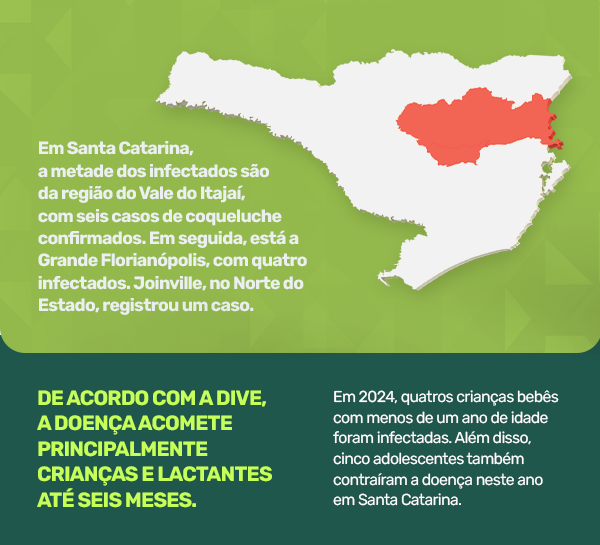 Em Santa Catarina,
a metade dos infectados são
da região do Vale do Itajaí,
com seis casos de coqueluche
confirmados. Em seguida, está a
Grande Florianópolis, com quatro
infectados. Joinville, no Norte do
Estado, registrou um caso.
DE ACORDO COM A DIVE,
A DOENÇA ACOMETE
PRINCIPALMENTE
CRIANÇAS E LACTANTES
ATÉ SEIS MESES.
Em 2024, quatros crianças bebês
com menos de um ano de idade
foram infectadas. Além disso,
cinco adolescentes também
contraíram a doença neste ano
em Santa Catarina.